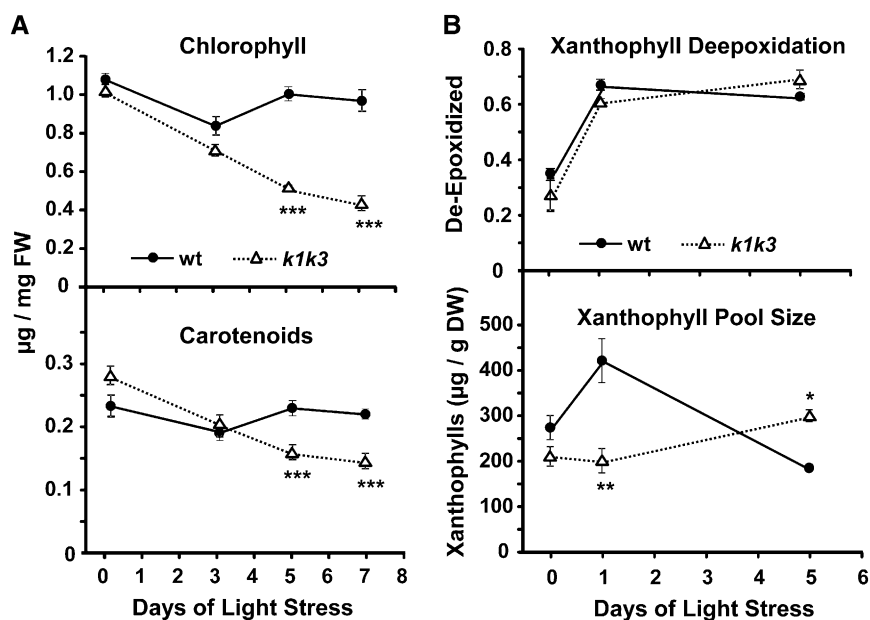 A
Chlorophyll
1.2
1.0
0.8
0.6
0.4
0.2
0
***
***
wt k1k3
µg / mg FW
Carotenoids
0.3
0.2
0.1
0
***
***
0 1 2 3 4 5 6 7 8
Days of Light Stress
B
Xanthophyll Deepoxidation
0.8
0.6
0.4
0.2
0
De-Epoxidized
wt k1k3
Xanthophyll Pool Size
Xanthophylls (µg / g DW)
500
400
300
200
100
0
**
*
0 1 2 3 4 5 6
Days of Light Stress